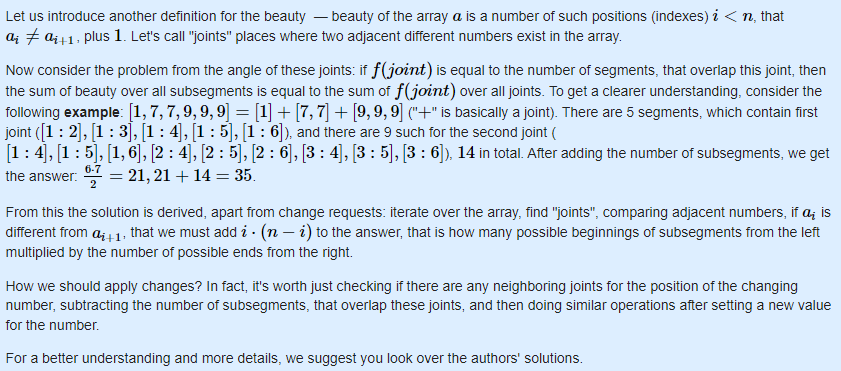 Let us introduce another definition for the beauty — beauty of the array a is a number of such positions (indexes) i < n, that
a_i ≠ a_{i+1}, plus 1. Let's call "joints" places where two adjacent different numbers exist in the array.
Now consider the problem from the angle of these joints: if f(joint) is equal to the number of segments, that overlap this joint, then
the sum of beauty over all subsegments is equal to the sum of f(joint) over all joints. To get a clearer understanding, consider the
following example: [1, 7, 7, 9, 9, 9] = [1] + [7, 7] + [9, 9, 9] ("+" is basically a joint). There are 5 segments, which contain first
joint ([1 : 2], [1 : 3], [1 : 4], [1 : 5], [1 : 6]), and there are 9 such for the second joint (
[1 : 4], [1 : 5], [1, 6], [2 : 4], [2 : 5], [2 : 6], [3 : 4], [3 : 5], [3 : 6]), 14 in total. After adding the number of subsegments, we get
the answer: 6·7/2 = 21, 21 + 14 = 35.
From this the solution is derived, apart from change requests: iterate over the array, find "joints", comparing adjacent numbers, if a_i is
different from a_{i+1}, that we must add i · (n − i) to the answer, that is how many possible beginnings of subsegments from the left
multiplied by the number of possible ends from the right.
How we should apply changes? In fact, it's worth just checking if there are any neighboring joints for the position of the changing
number, subtracting the number of subsegments, that overlap these joints, and then doing similar operations after setting a new value
for the number.
For a better understanding and more details, we suggest you look over the authors' solutions.